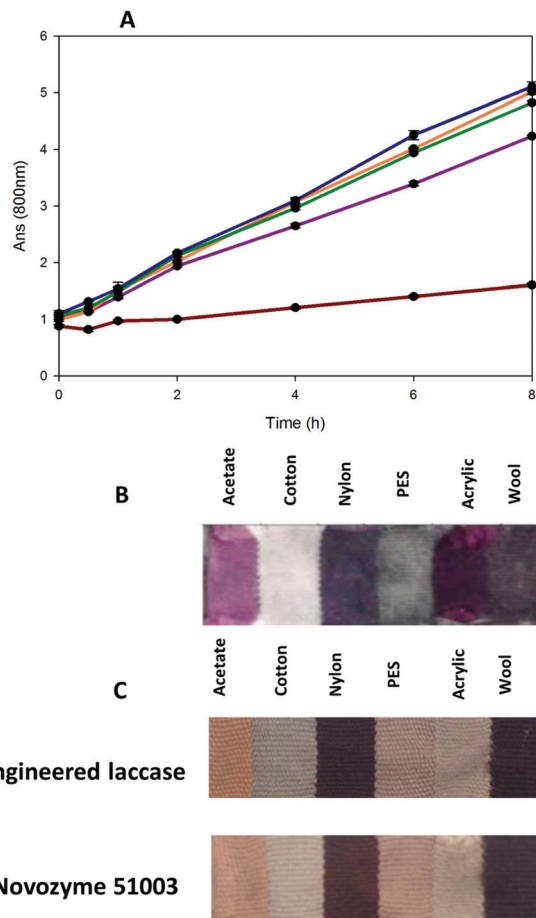 A
6
5
4
3
2
1
0
Ans (800nm)
0 2 4 6 8
Time (h)
B
Acetate Cotton Nylon PES Acrylic Wool
C
Acetate Cotton Nylon PES Acrylic Wool
ngineered laccase
Novozyme 51003